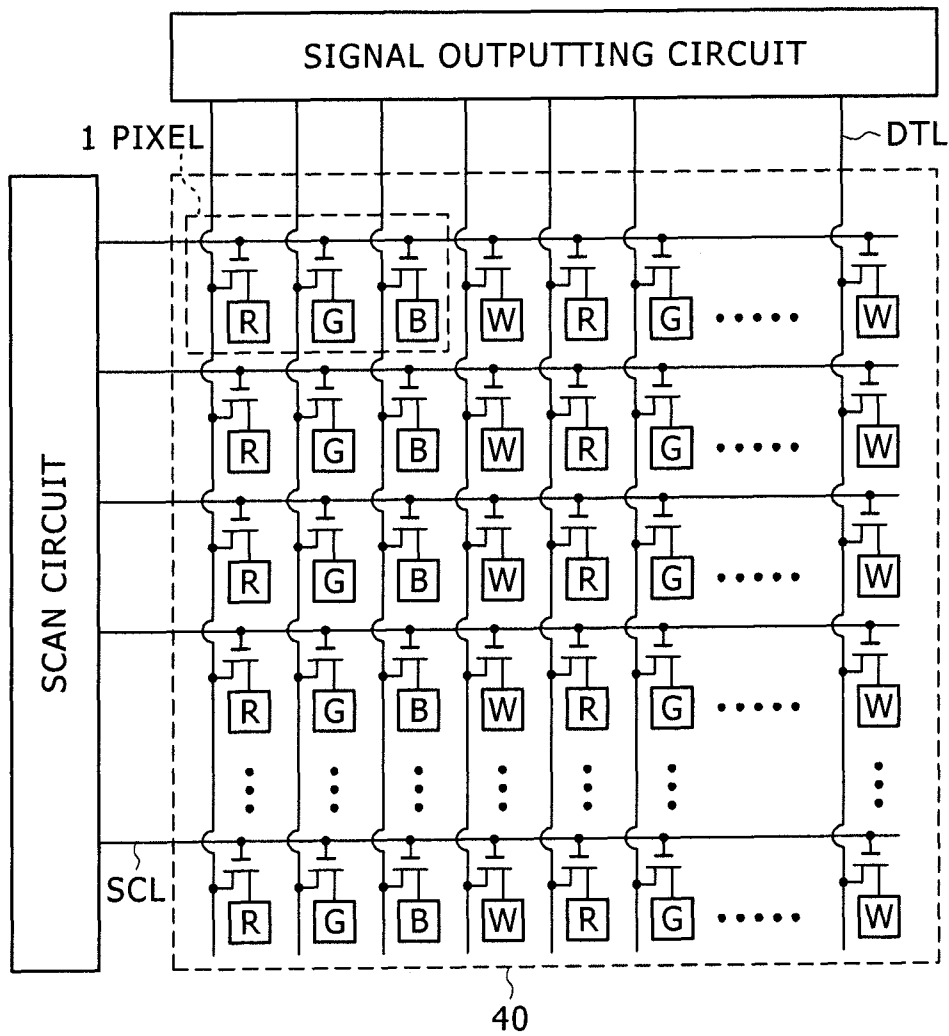 SIGNAL OUTPUTTING CIRCUIT
1 PIXEL
DTL
R G B W R G W
R G B W R G W
SCAN CIRCUIT
R G B W R G W
R G B W R G W
SCL
R G B W R G W
40